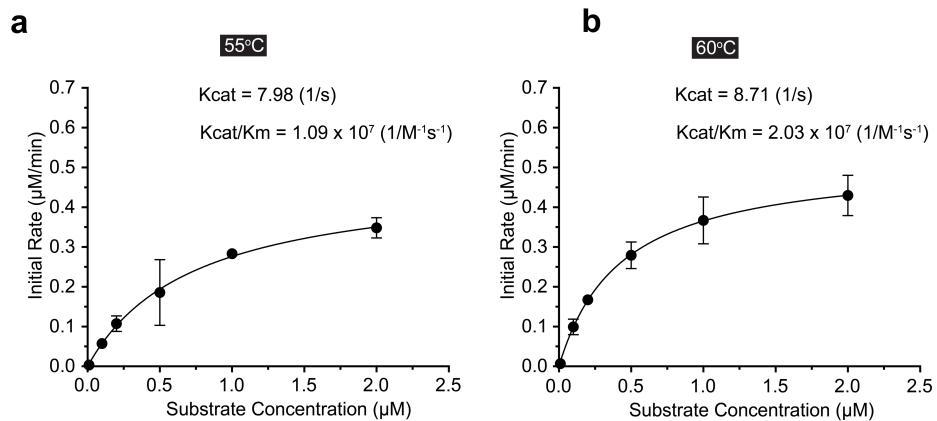 a
55°C
Kcat = 7.98 (1/s)
Kcat/Km = 1.09 x 10⁷ (1/M⁻¹s⁻¹)
Initial Rate (µM/min)
0.7
0.6
0.5
0.4
0.3
0.2
0.1
0.0
0.0 0.5 1.0 1.5 2.0 2.5
Substrate Concentration (µM)
b
60°C
Kcat = 8.71 (1/s)
Kcat/Km = 2.03 x 10⁷ (1/M⁻¹s⁻¹)
Initial Rate (µM/min)
0.7
0.6
0.5
0.4
0.3
0.2
0.1
0.0
0.0 0.5 1.0 1.5 2.0 2.5
Substrate Concentration (µM)